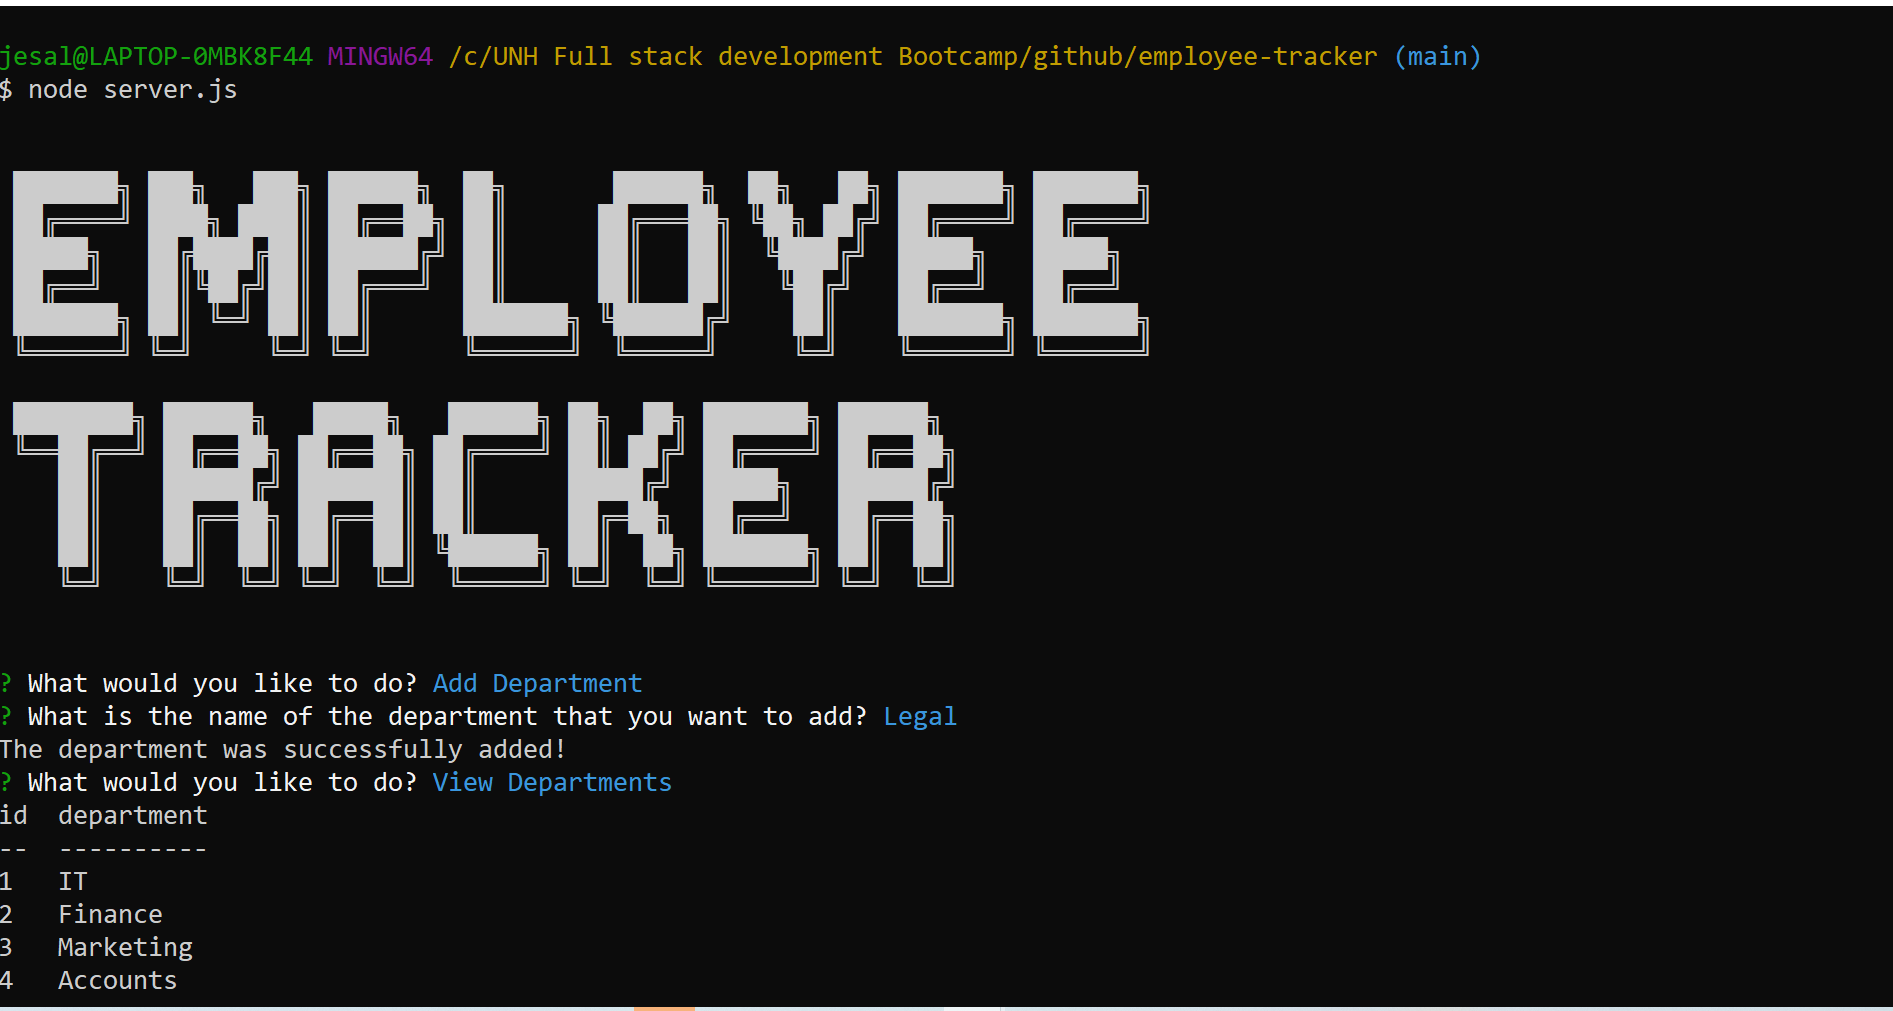 jesal@LAPTOP-0MBK8F44 MINGW64 /c/UNH Full stack development Bootcamp/github/employee-tracker (main)
$ node server.js
EMPLOYEE
TRACKER
? What would you like to do? Add Department
? What is the name of the department that you want to add? Legal
The department was successfully added!
? What would you like to do? View Departments
id  department
--  ----------
1   IT
2   Finance
3   Marketing
4   Accounts